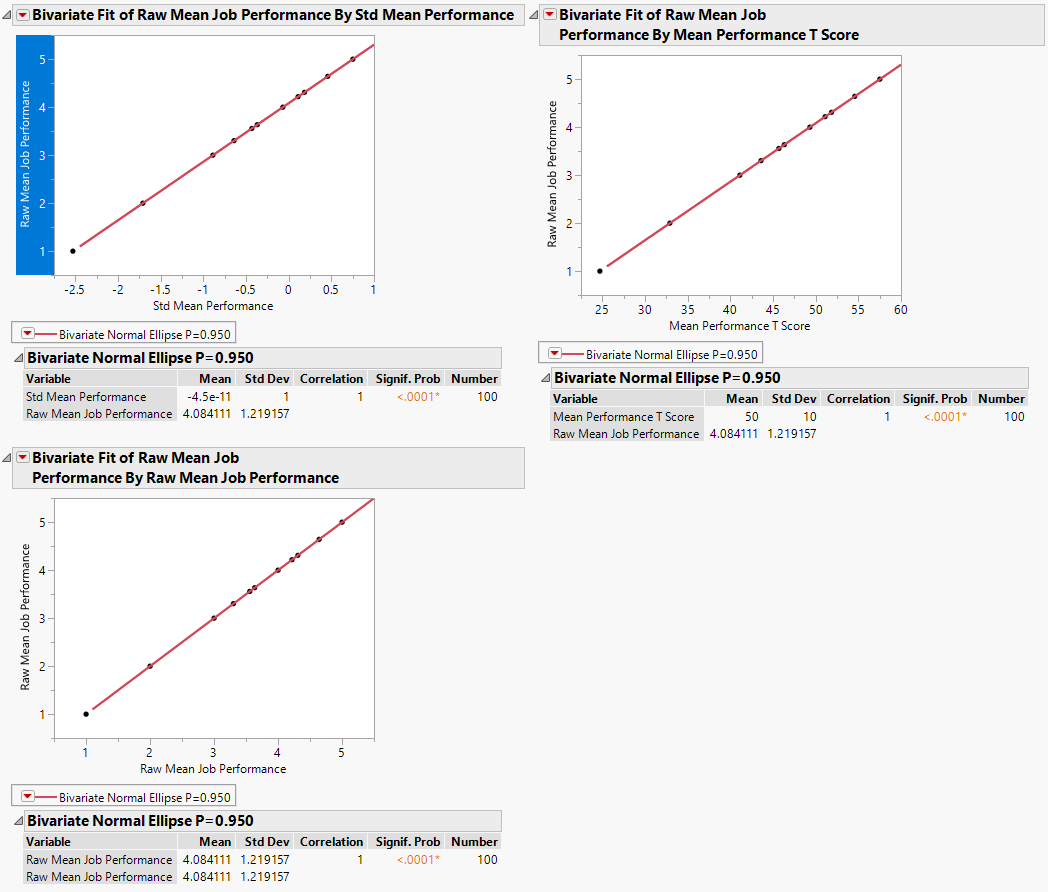 Bivariate Fit of Raw Mean Job Performance By Std Mean Performance
Raw Mean Job Performance
5
4
3
2
1
-2.5 -2 -1.5 -1 -0.5 0 0.5 1
Std Mean Performance
Bivariate Normal Ellipse P=0.950
Bivariate Normal Ellipse P=0.950
Variable Mean Std Dev Correlation Signif. Prob Number
Std Mean Performance -4.5e-11 1 1 <.0001* 100
Raw Mean Job Performance 4.084111 1.219157
Bivariate Fit of Raw Mean Job
Performance By Mean Performance T Score
Raw Mean Job Performance
5
4
3
2
1
25 30 35 40 45 50 55 60
Mean Performance T Score
Bivariate Normal Ellipse P=0.950
Bivariate Normal Ellipse P=0.950
Variable Mean Std Dev Correlation Signif. Prob Number
Mean Performance T Score 50 10 1 <.0001* 100
Raw Mean Job Performance 4.084111 1.219157
Bivariate Fit of Raw Mean Job
Performance By Raw Mean Job Performance
Raw Mean Job Performance
5
4
3
2
1
1 2 3 4 5
Raw Mean Job Performance
Bivariate Normal Ellipse P=0.950
Bivariate Normal Ellipse P=0.950
Variable Mean Std Dev Correlation Signif. Prob Number
Raw Mean Job Performance 4.084111 1.219157 1 <.0001* 100
Raw Mean Job Performance 4.084111 1.219157